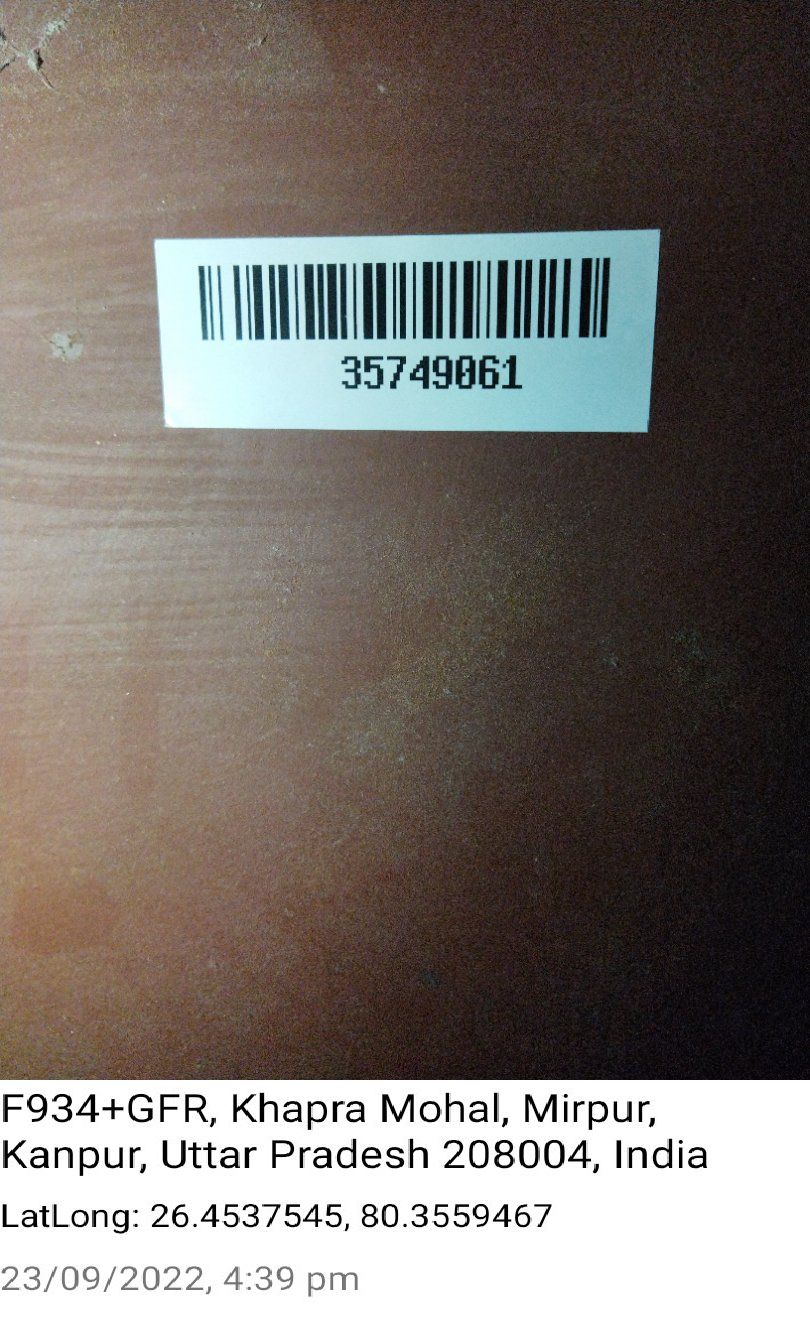 35749061
F934+GFR, Khapra Mohal, Mirpur,
Kanpur, Uttar Pradesh 208004, India
LatLong: 26.4537545, 80.3559467
23/09/2022, 4:39 pm